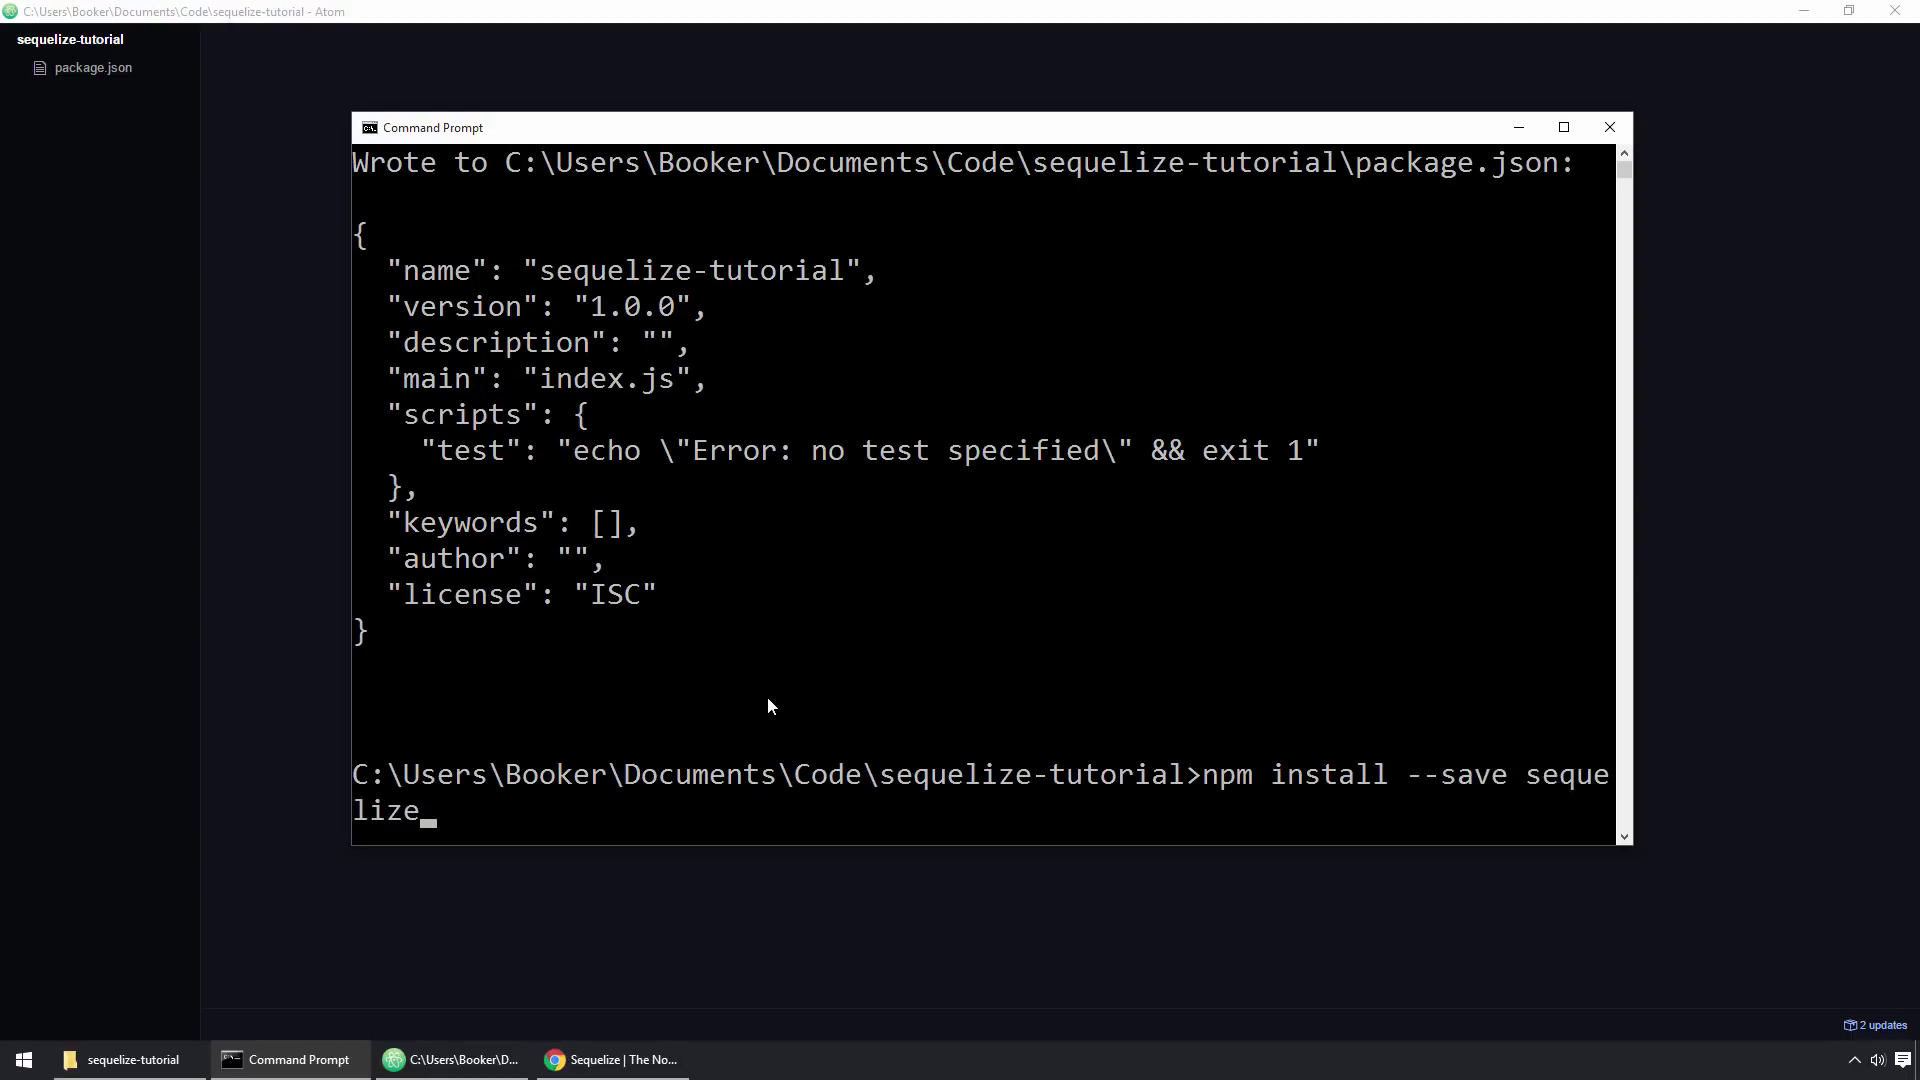 C:\Users\Booker\Documents\Code\sequelize-tutorial - Atom
sequelize-tutorial
package.json
Command Prompt
Wrote to C:\Users\Booker\Documents\Code\sequelize-tutorial\package.json:
{
"name": "sequelize-tutorial",
"version": "1.0.0",
"description": "",
"main": "index.js",
"scripts": {
"test": "echo \"Error: no test specified\" && exit 1"
},
"keywords": [],
"author": "",
"license": "ISC"
}
C:\Users\Booker\Documents\Code\sequelize-tutorial>npm install --save seque
lize_
2 updates
sequelize-tutorial
Command Prompt
C:\Users\Booker\D...
Sequelize | The No...